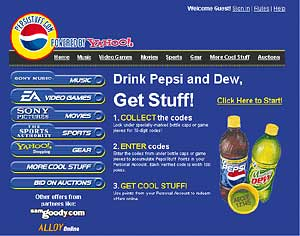 Welcome Guest! Sign in | Rules | Help
PEPSISTUFF.COM
PEPSI
POWERED BY YAHOO!
Home Music Video Games Movies Sports Gear More Cool Stuff Auctions
SONY MUSIC MUSIC
EA VIDEO GAMES
SONY PICTURES MOVIES
THE SPORTS AUTHORITY SPORTS
YAHOO! Shopping GEAR
MORE COOL STUFF
BID ON AUCTIONS
Other offers from
partners like:
samgoody.com
ALLOY Online
Drink Pepsi and Dew,
Get Stuff!
Click Here to Start!
1. COLLECT the codes
Look under specially marked bottle caps or game
pieces for 10-digit codes!
2. ENTER codes
Enter the codes from under bottle caps or game
pieces to accumulate PepsiStuff Points in your
Personal Account. Each verified code is worth 100
points.
3. GET COOL STUFF!
Use points from your Personal Account to redeem
offers online.
PEPSI